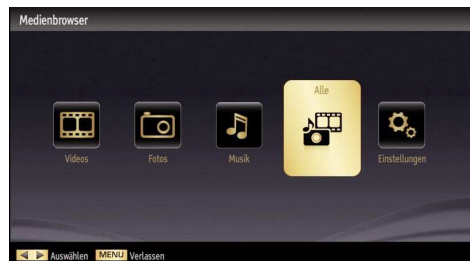 Medienbrowser
Alle
Videos
Fotos
Musik
Einstellungen
Auswählen MENU Verlassen